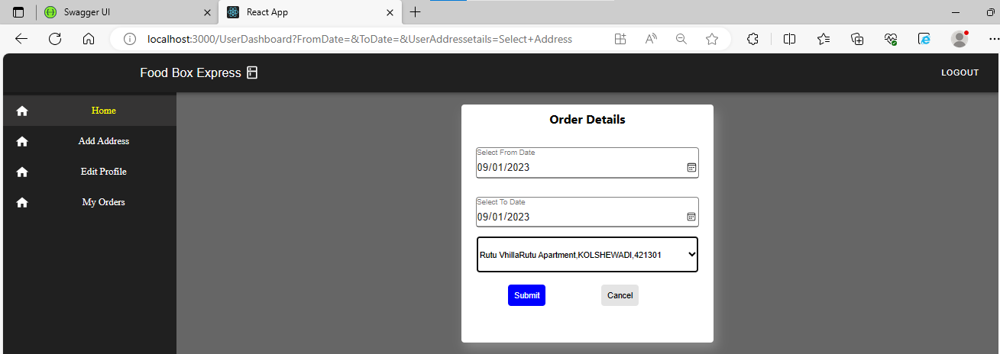 Swagger UI
React App
localhost:3000/UserDashboard?FromDate=&ToDate=&UserAddressetails=Select+Address
Food Box Express
LOGOUT
Home
Add Address
Edit Profile
My Orders
Order Details
Select From Date
09/01/2023
Select To Date
09/01/2023
Rutu VhillaRutu Apartment,KOLSHEWADI,421301
Submit
Cancel